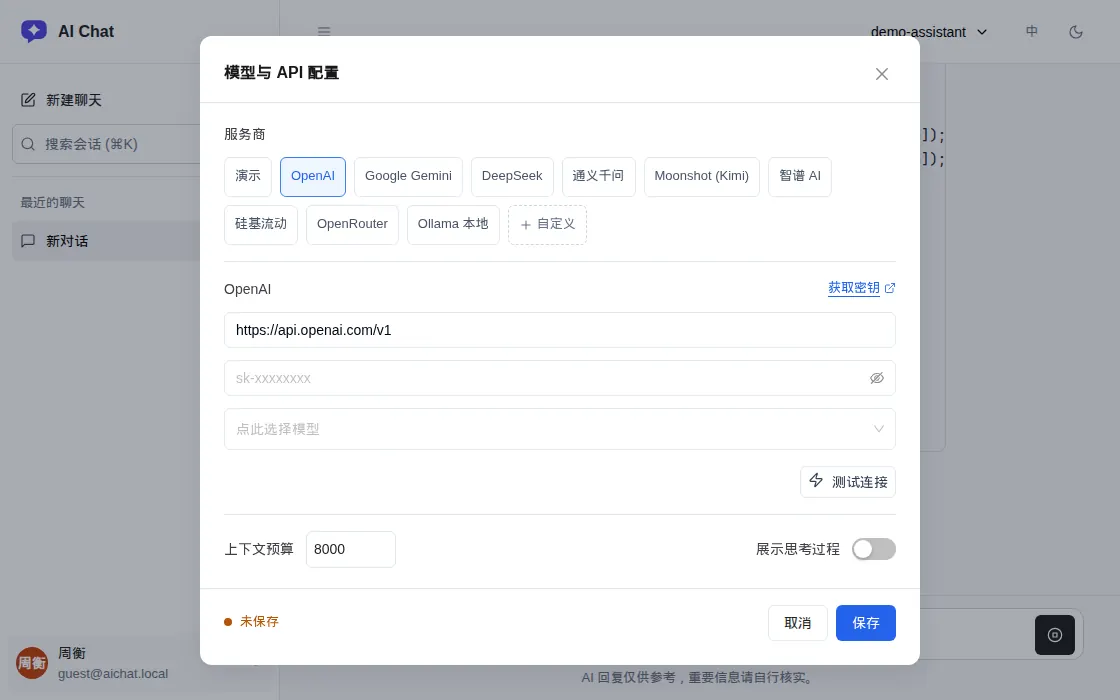 AI Chat
demo-assistant
中
新建聊天
搜索会话 (⌘K)
最近的聊天
新对话
]);
]);
模型与 API 配置
服务商
演示
OpenAI
Google Gemini
DeepSeek
通义千问
Moonshot (Kimi)
智谱 AI
硅基流动
OpenRouter
Ollama 本地
+ 自定义
OpenAI
获取密钥
https://api.openai.com/v1
sk-xxxxxxxx
点此选择模型
测试连接
上下文预算
8000
展示思考过程
未保存
取消
保存
周衡
周衡
guest@aichat.local
AI 回复仅供参考，重要信息请自行核实。